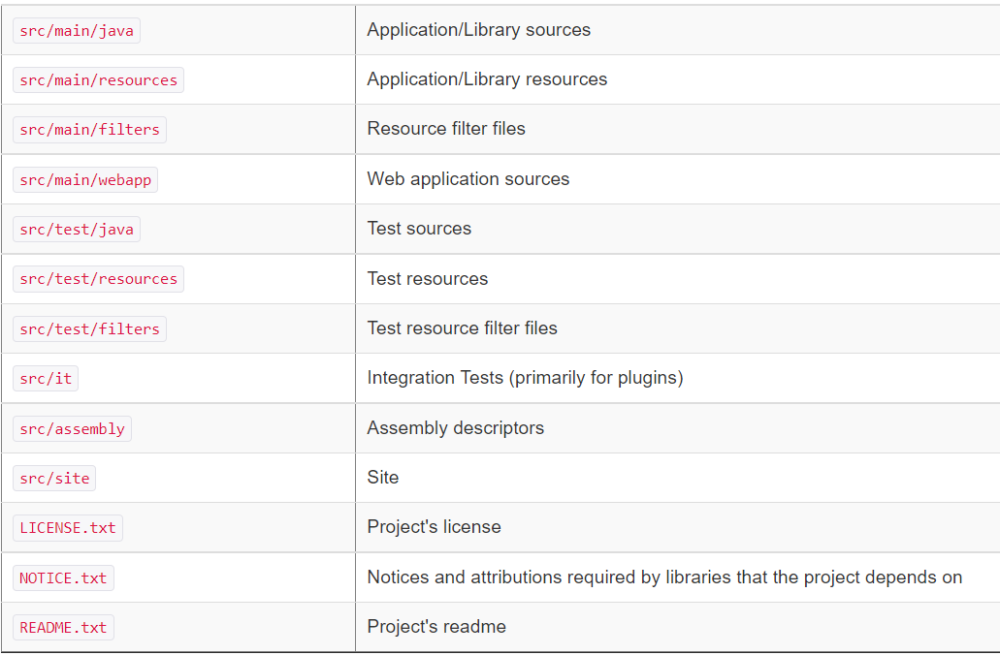 src/main/java Application/Library sources
src/main/resources Application/Library resources
src/main/filters Resource filter files
src/main/webapp Web application sources
src/test/java Test sources
src/test/resources Test resources
src/test/filters Test resource filter files
src/it Integration Tests (primarily for plugins)
src/assembly Assembly descriptors
src/site Site
LICENSE.txt Project's license
NOTICE.txt Notices and attributions required by libraries that the project depends on
README.txt Project's readme